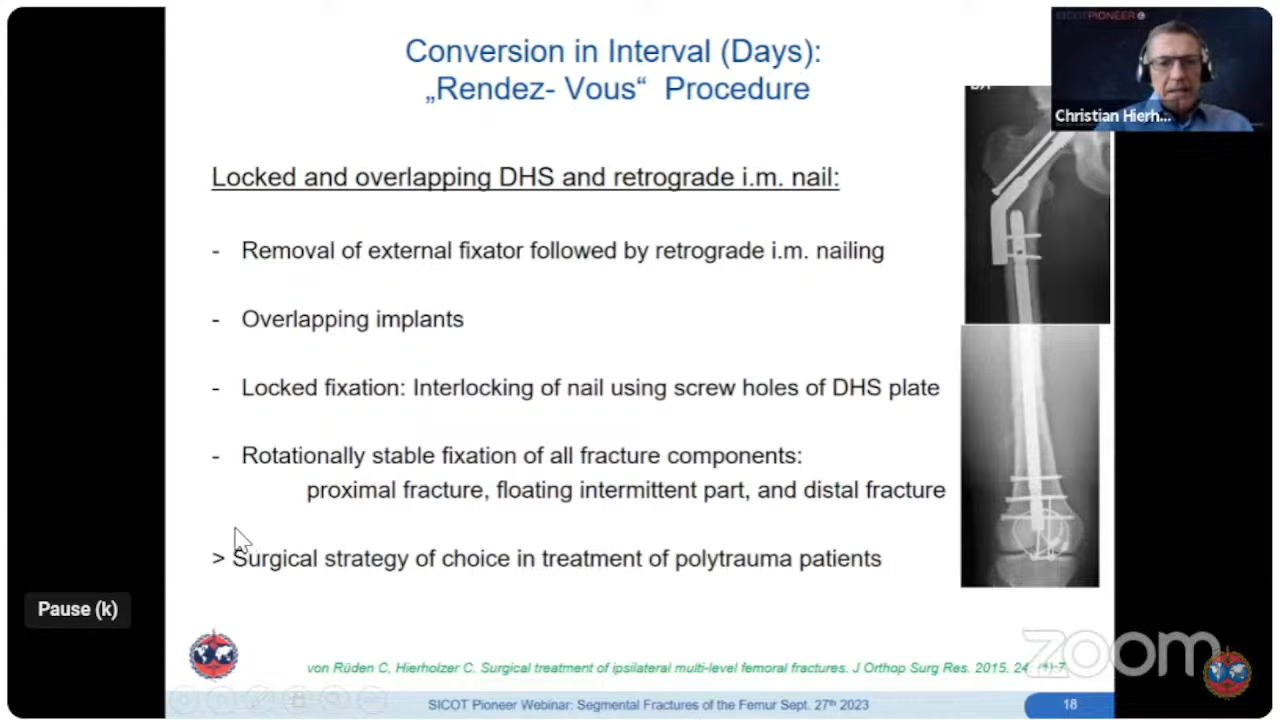 Conversion in Interval (Days):
„Rendez- Vous“ Procedure
SICOT PIONEER
Christian Hierh...
Locked and overlapping DHS and retrograde i.m. nail:
- Removal of external fixator followed by retrograde i.m. nailing
- Overlapping implants
- Locked fixation: Interlocking of nail using screw holes of DHS plate
- Rotationally stable fixation of all fracture components:
proximal fracture, floating intermittent part, and distal fracture
> Surgical strategy of choice in treatment of polytrauma patients
Pause (k)
zoom
von Rüden C, Hierholzer C. Surgical treatment of ipsilateral multi-level femoral fractures. J Orthop Surg Res. 2015.
SICOT Pioneer Webinar: Segmental Fractures of the Femur Sept. 27th 2023
18